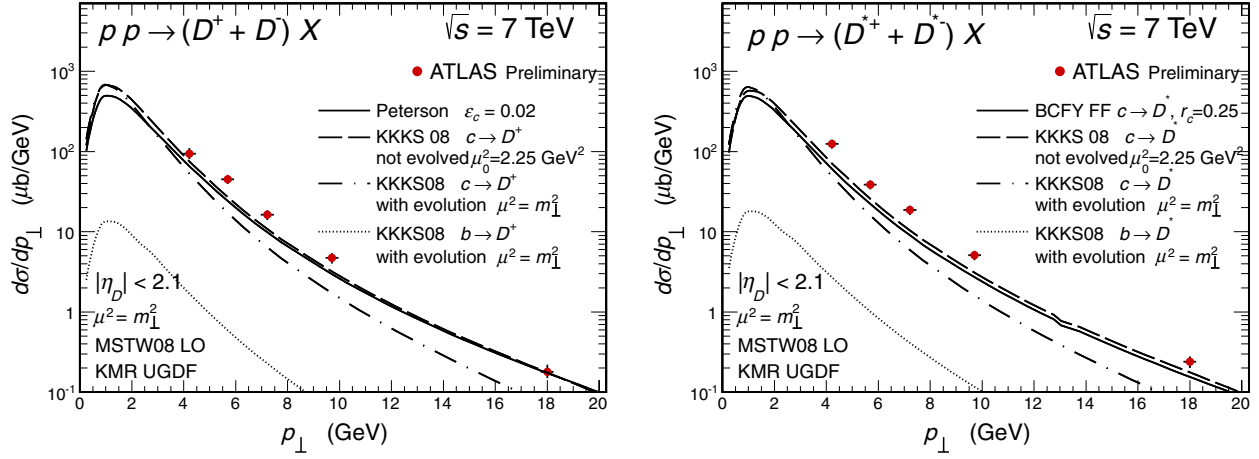 p p → (D⁺ + D⁻) X √s = 7 TeV
ATLAS Preliminary
Peterson ε_c = 0.02
KKKS 08 c → D⁺
not evolved μ₀²=2.25 GeV²
KKKS08 c → D⁺
with evolution μ² = m⊥²
KKKS08 b → D⁺
with evolution μ² = m⊥²
|η_D| < 2.1
μ² = m⊥²
MSTW08 LO
KMR UGDF
dσ/dp⊥ (μb/GeV)
10³
10²
10
1
10⁻¹
0 2 4 6 8 10 12 14 16 18 20
p⊥ (GeV)
p p → (D*⁺ + D*⁻) X √s = 7 TeV
ATLAS Preliminary
BCFY FF c → D*, r_c=0.25
KKKS 08 c → D*
not evolved μ₀²=2.25 GeV²
KKKS08 c → D*
with evolution μ² = m⊥²
KKKS08 b → D*
with evolution μ² = m⊥²
|η_D| < 2.1
μ² = m⊥²
MSTW08 LO
KMR UGDF
dσ/dp⊥ (μb/GeV)
10³
10²
10
1
10⁻¹
0 2 4 6 8 10 12 14 16 18 20
p⊥ (GeV)